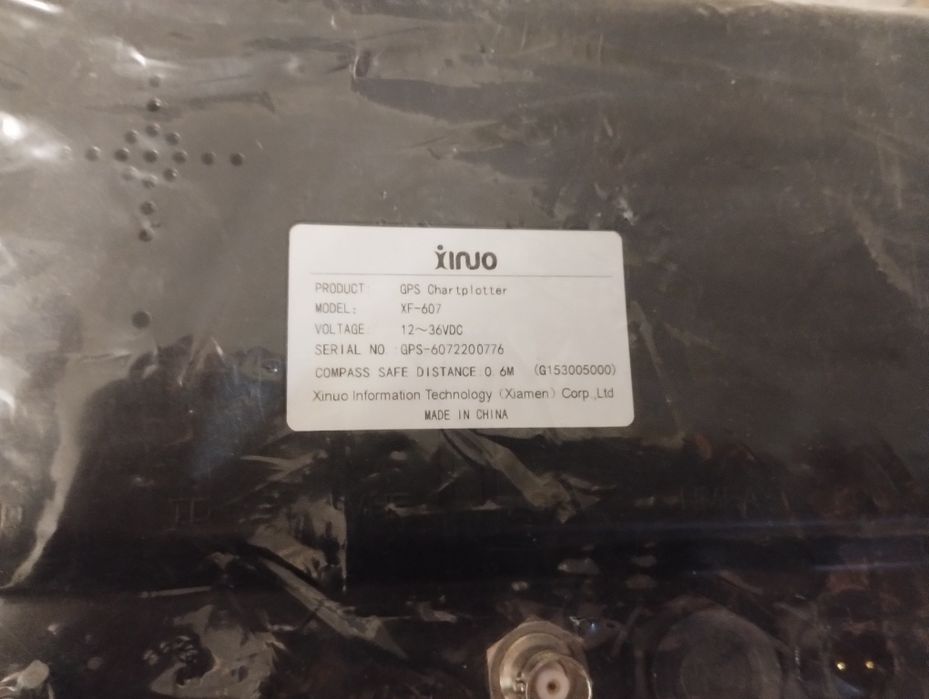 xinuo
PRODUCT: GPS Chartplotter
MODEL: XF-607
VOLTAGE: 12~36VDC
SERIAL NO. GPS-6072200776
COMPASS SAFE DISTANCE:0.6M (G153005000)
Xinuo Information Technology (Xiamen) Corp.,Ltd
MADE IN CHINA